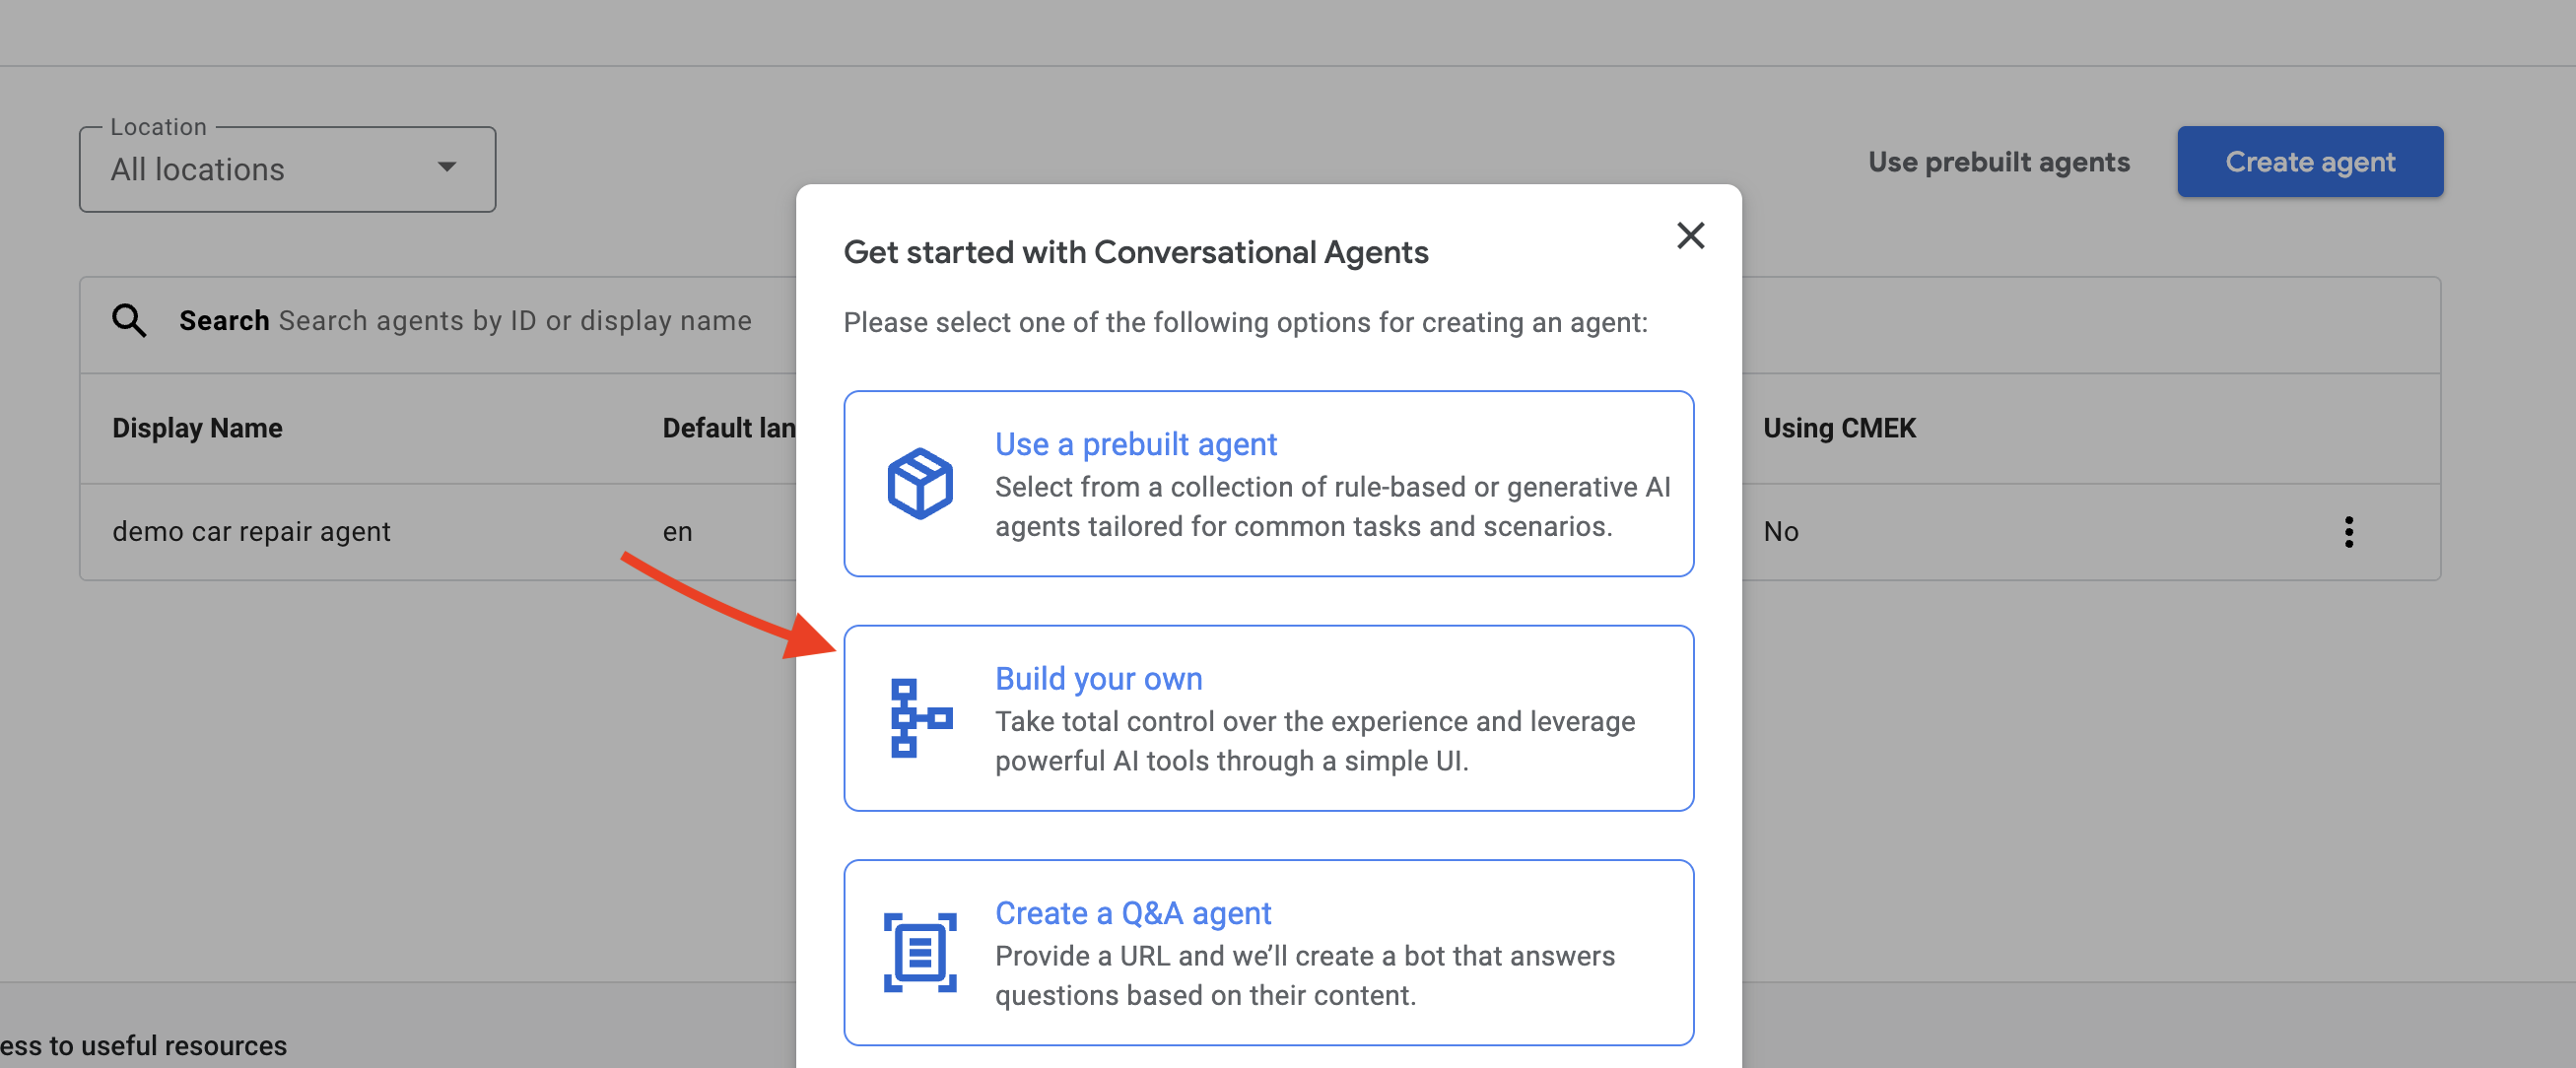 Location
All locations
Use prebuilt agents
Create agent
Search Search agents by ID or display name
Display Name
Default lan
Using CMEK
demo car repair agent
en
No
Get started with Conversational Agents
Please select one of the following options for creating an agent:
Use a prebuilt agent
Select from a collection of rule-based or generative AI
agents tailored for common tasks and scenarios.
Build your own
Take total control over the experience and leverage
powerful AI tools through a simple UI.
Create a Q&A agent
Provide a URL and we’ll create a bot that answers
questions based on their content.
ess to useful resources